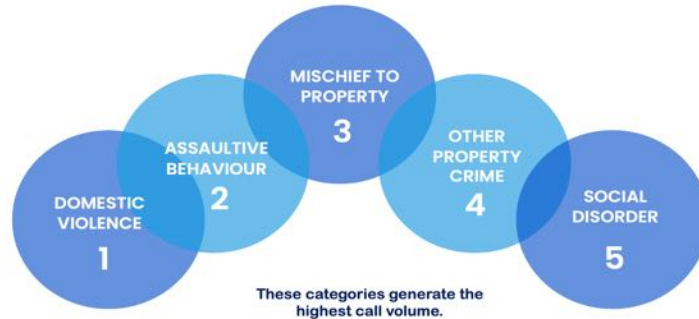 DOMESTIC
VIOLENCE
1
ASSAULTIVE
BEHAVIOUR
2
MISCHIEF TO
PROPERTY
3
OTHER
PROPERTY
CRIME
4
SOCIAL
DISORDER
5
These categories generate the
highest call volume.